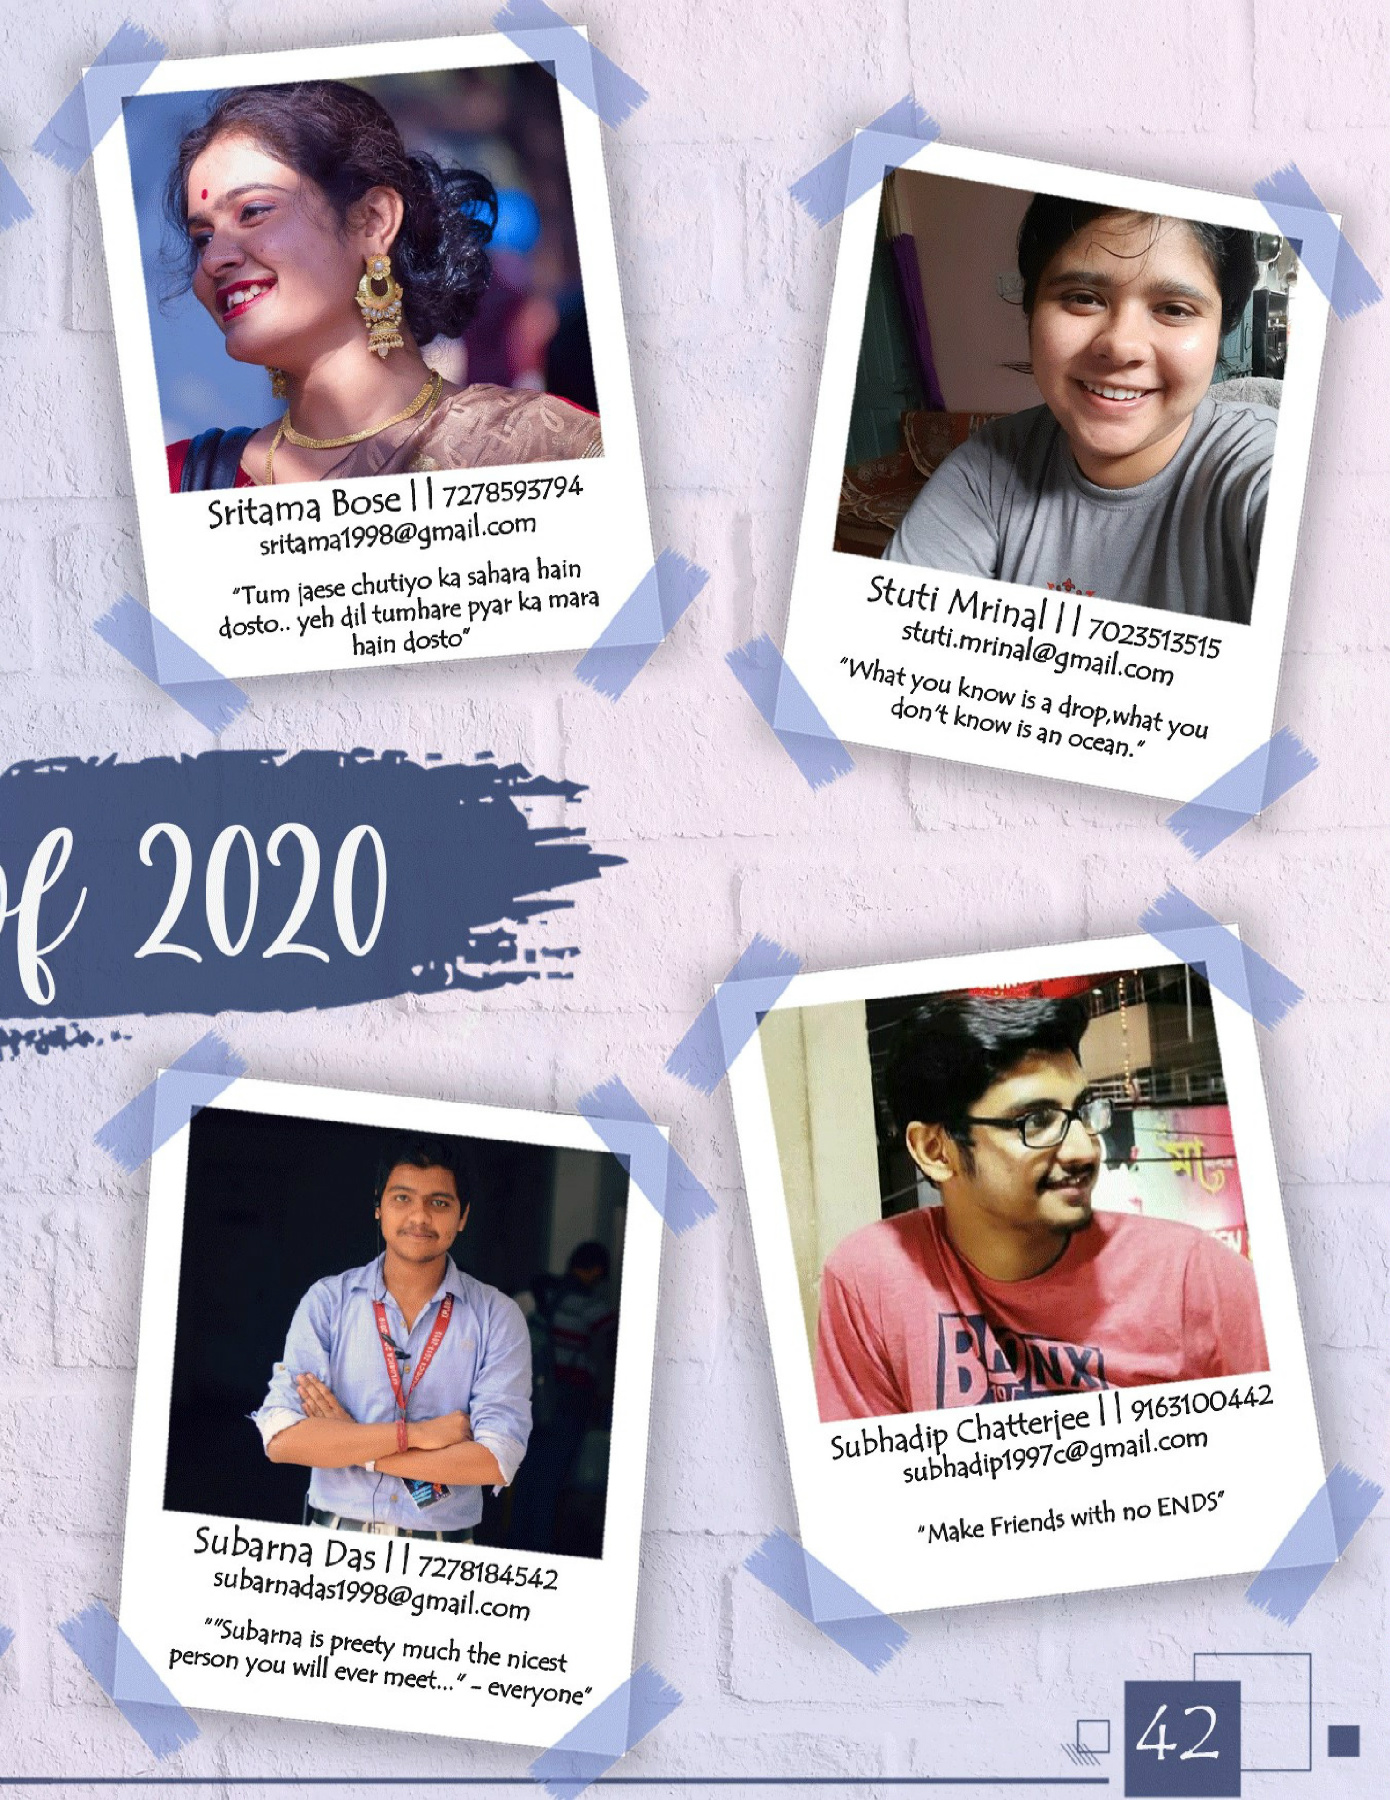 Sritama Bose || 7278593794
sritama1998@gmail.com
"Tum jaese chutiyo ka sahara hain
dosto.. yeh dil tumhare pyar ka mara
hain dosto"
Stuti Mrinal || 7023513515
stuti.mrinal@gmail.com
"What you know is a drop,what you
don't know is an ocean."
of 2020
মা
BRONX
Subhadip Chatterjee || 9163100442
subhadip1997c@gmail.com
"Make Friends with no ENDS"
Subarna Das || 7278184542
subarnadas1998@gmail.com
""Subarna is preety much the nicest
person you will ever meet..." - everyone"
42